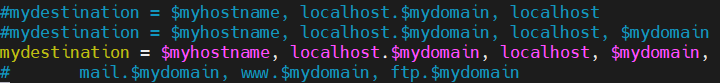 #mydestination = $myhostname, localhost.$mydomain, localhost
#mydestination = $myhostname, localhost.$mydomain, localhost, $mydomain
mydestination = $myhostname, localhost.$mydomain, localhost, $mydomain,
#       mail.$mydomain, www.$mydomain, ftp.$mydomain